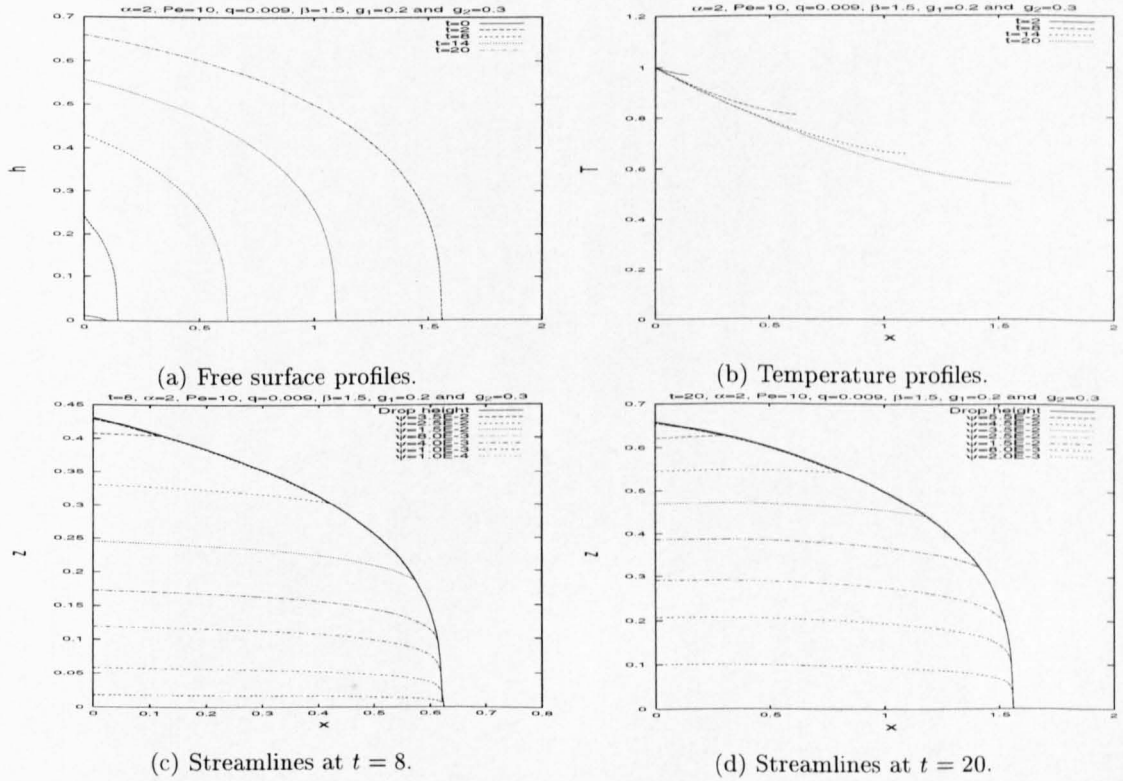 α=2, Pe=10, q=0.009, β=1.5, g₁=0.2 and g₂=0.3
t=0
t=2
t=8
t=14
t=20
0.7
0.6
0.5
0.4
0.3
0.2
0.1
0
h
0
0.5
1
1.5
2
x
(a) Free surface profiles.
α=2, Pe=10, q=0.009, β=1.5, g₁=0.2 and g₂=0.3
t=2
t=8
t=14
t=20
1.2
1
0.8
0.6
0.4
0.2
0
T
0
0.5
1
1.5
2
x
(b) Temperature profiles.
t=8, α=2, Pe=10, q=0.009, β=1.5, g₁=0.2 and g₂=0.3
Drop height
0.45
0.4
0.35
0.3
0.25
0.2
0.15
0.1
0.05
0
z
0
0.1
0.2
0.3
0.4
0.5
0.6
0.7
0.8
x
(c) Streamlines at t = 8.
t=20, α=2, Pe=10, q=0.009, β=1.5, g₁=0.2 and g₂=0.3
Drop height
0.7
0.6
0.5
0.4
0.3
0.2
0.1
0
z
0
0.5
1
1.5
2
x
(d) Streamlines at t = 20.